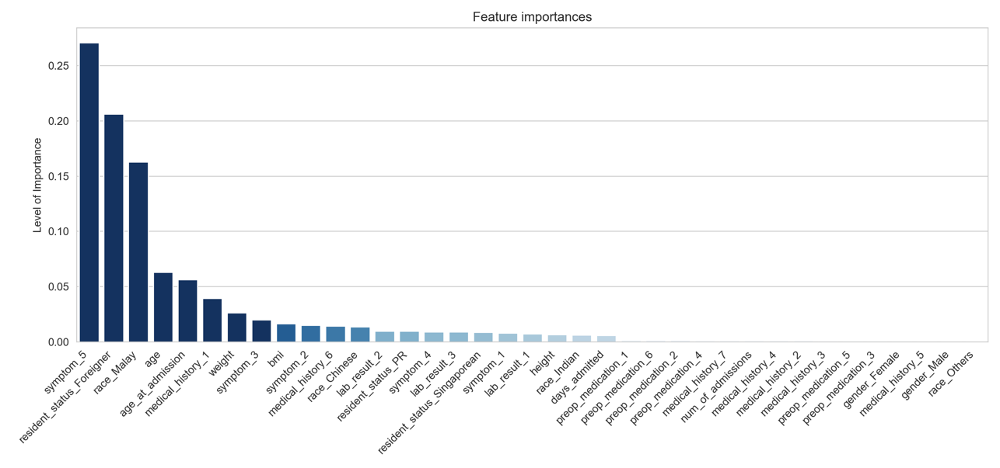 Feature importances
Level of Importance
0.25
0.20
0.15
0.10
0.05
0.00
symptom_5
resident_status_Foreigner
race_Malay
age
age_at_admission
medical_history_1
weight
symptom_3
bmi
symptom_2
medical_history_6
race_Chinese
lab_result_2
resident_status_PR
symptom_4
lab_result_3
resident_status_Singaporean
symptom_1
lab_result_1
height
race_Indian
days_admitted
preop_medication_1
preop_medication_6
preop_medication_2
preop_medication_4
medical_history_7
num_of_admissions
medical_history_4
medical_history_2
medical_history_3
preop_medication_5
preop_medication_3
gender_Female
medical_history_5
gender_Male
race_Others